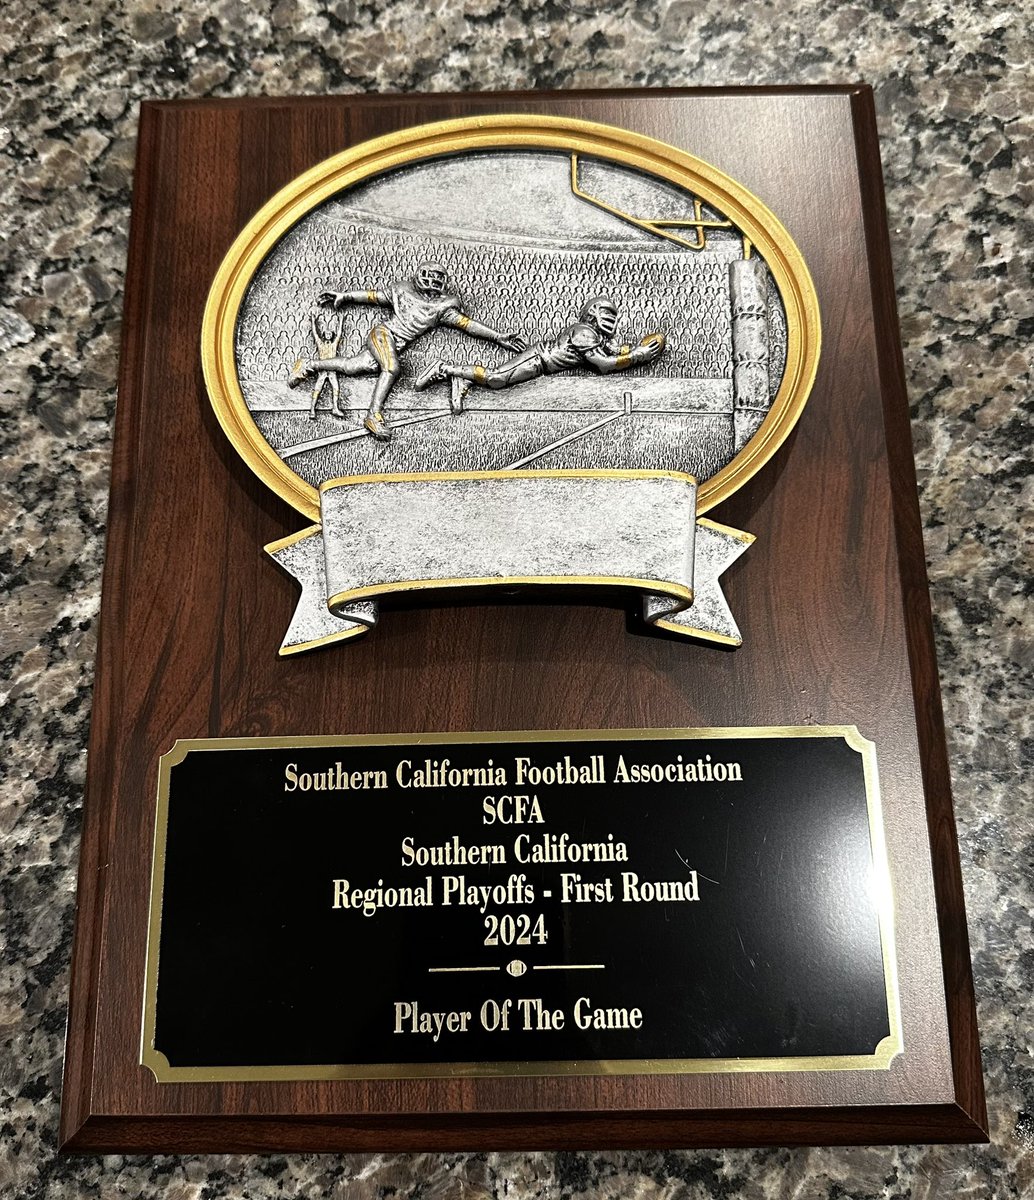 Southern California Football Association
SCFA
Southern California
Regional Playoffs - First Round
2024
Player Of The Game